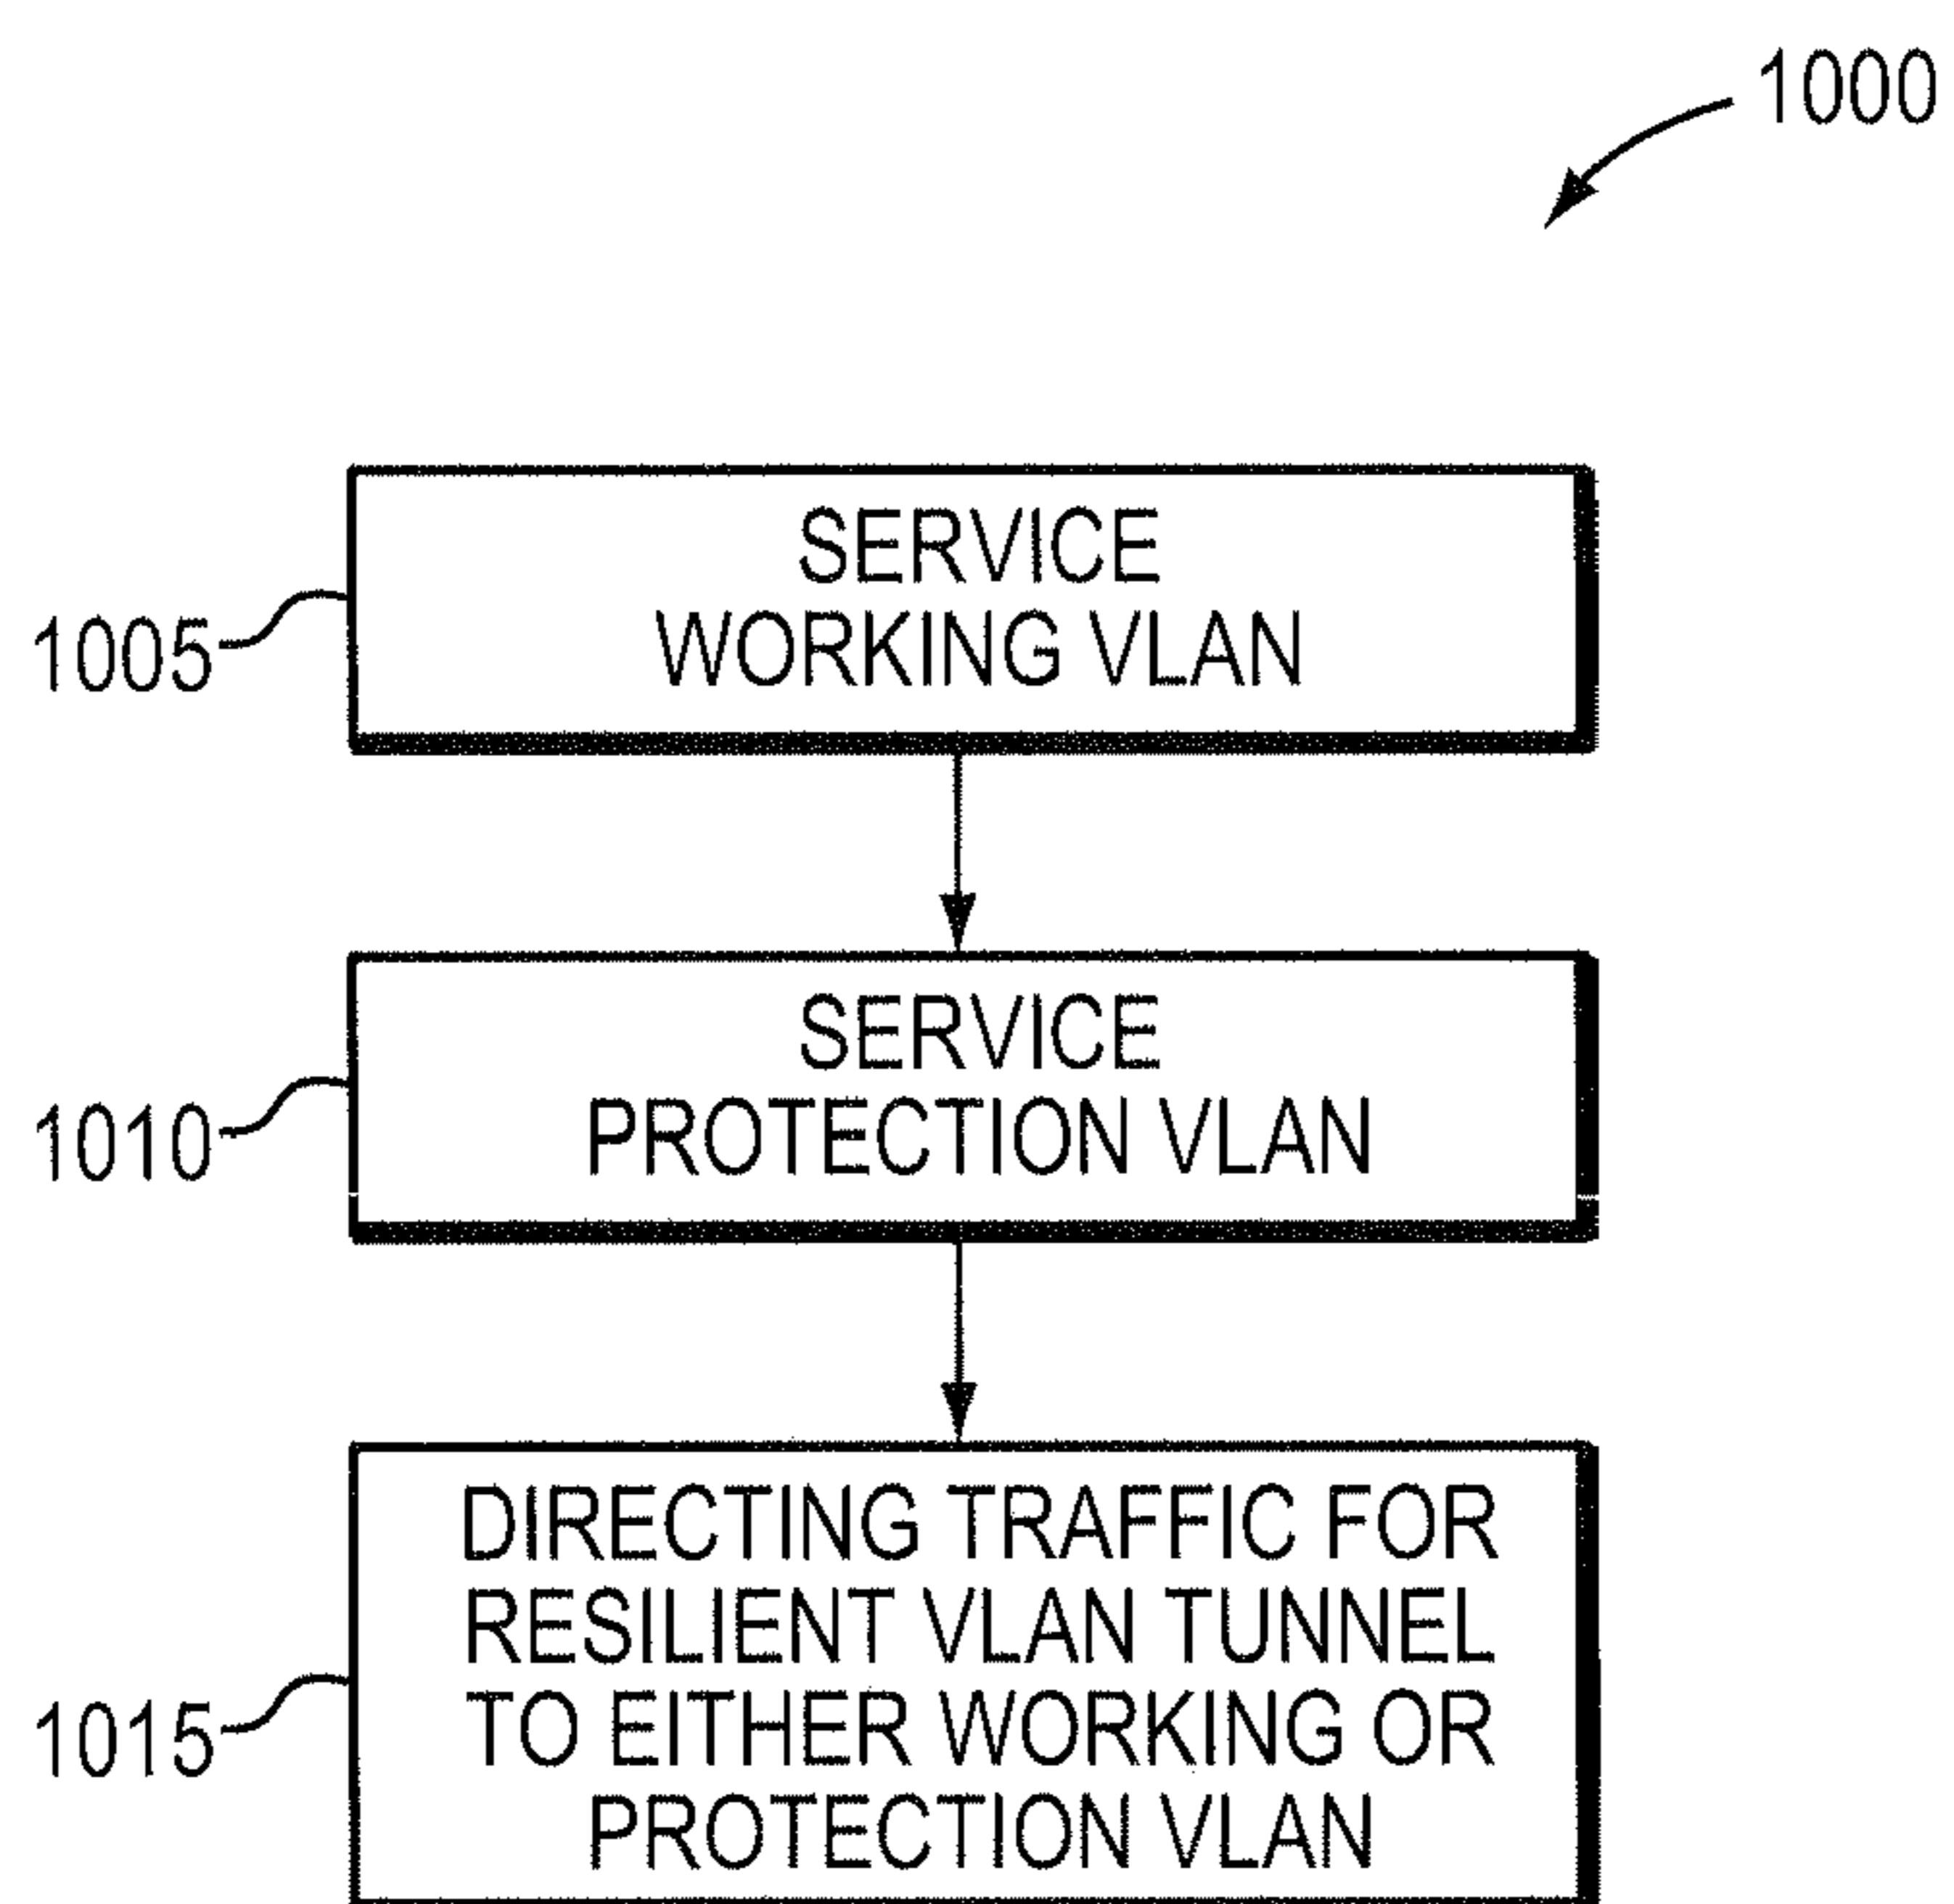 1000
SERVICE
WORKING VLAN
1005
SERVICE
PROTECTION VLAN
1010
DIRECTING TRAFFIC FOR
RESILIENT VLAN TUNNEL
TO EITHER WORKING OR
PROTECTION VLAN
1015